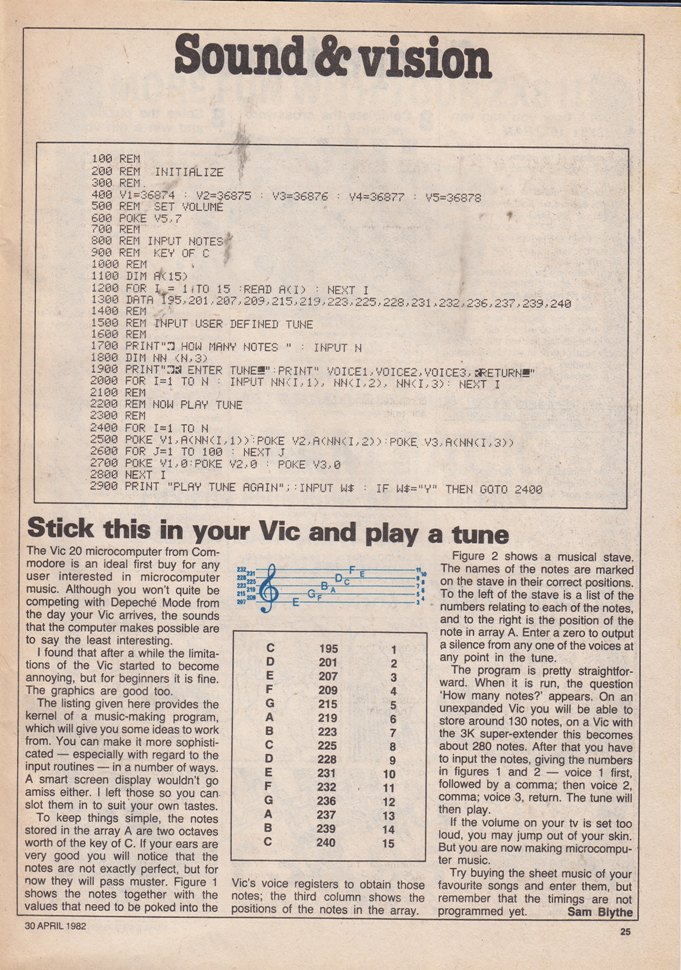 Sound & vision
100 REM
200 REM  INITIALIZE
300 REM
400 V1=36874 : V2=36875 : V3=36876 : V4=36877 : V5=36878
500 REM  SET VOLUME
600 POKE V5,7
700 REM
800 REM INPUT NOTES
900 REM  KEY OF C
1000 REM
1100 DIM A(15)
1200 FOR I = 1 TO 15 :READ A(I) : NEXT I
1300 DATA 195,201,207,209,215,219,223,225,228,231,232,236,237,239,240
1400 REM
1500 REM INPUT USER DEFINED TUNE
1600 REM
1700 PRINT" HOW MANY NOTES " : INPUT N
1800 DIM NN (N,3)
1900 PRINT" ENTER TUNE":PRINT" VOICE1,VOICE2,VOICE3, RETURN"
2000 FOR I=1 TO N : INPUT NN(I,1), NN(I,2), NN(I,3): NEXT I
2100 REM
2200 REM NOW PLAY TUNE
2300 REM
2400 FOR I=1 TO N
2500 POKE V1,A(NN(I,1)):POKE V2,A(NN(I,2)):POKE V3,A(NN(I,3))
2600 FOR J=1 TO 100 : NEXT J
2700 POKE V1,0:POKE V2,0 : POKE V3,0
2800 NEXT I
2900 PRINT "PLAY TUNE AGAIN";:INPUT W$ : IF W$="Y" THEN GOTO 2400
Stick this in your Vic and play a tune
The Vic 20 microcomputer from Com-
modore is an ideal first buy for any
user interested in microcomputer
music. Although you won't quite be
competing with Depeché Mode from
the day your Vic arrives, the sounds
that the computer makes possible are
to say the least interesting.
I found that after a while the limita-
tions of the Vic started to become
annoying, but for beginners it is fine.
The graphics are good too.
The listing given here provides the
kernel of a music-making program,
which will give you some ideas to work
from. You can make it more sophisti-
cated — especially with regard to the
input routines — in a number of ways.
A smart screen display wouldn't go
amiss either. I left those so you can
slot them in to suit your own tastes.
To keep things simple, the notes
stored in the array A are two octaves
worth of the key of C. If your ears are
very good you will notice that the
notes are not exactly perfect, but for
now they will pass muster. Figure 1
shows the notes together with the
values that need to be poked into the
E G F B A D C F E
C 195 1
D 201 2
E 207 3
F 209 4
G 215 5
A 219 6
B 223 7
C 225 8
D 228 9
E 231 10
F 232 11
G 236 12
A 237 13
B 239 14
C 240 15
Vic's voice registers to obtain those
notes; the third column shows the
positions of the notes in the array.
Figure 2 shows a musical stave.
The names of the notes are marked
on the stave in their correct positions.
To the left of the stave is a list of the
numbers relating to each of the notes,
and to the right is the position of the
note in array A. Enter a zero to output
a silence from any one of the voices at
any point in the tune.
The program is pretty straightfor-
ward. When it is run, the question
'How many notes?' appears. On an
unexpanded Vic you will be able to
store around 130 notes, on a Vic with
the 3K super-extender this becomes
about 280 notes. After that you have
to input the notes, giving the numbers
in figures 1 and 2 — voice 1 first,
followed by a comma; then voice 2,
comma; voice 3, return. The tune will
then play.
If the volume on your tv is set too
loud, you may jump out of your skin.
But you are now making microcompu-
ter music.
Try buying the sheet music of your
favourite songs and enter them, but
remember that the timings are not
programmed yet. Sam Blythe
30 APRIL 1982
25